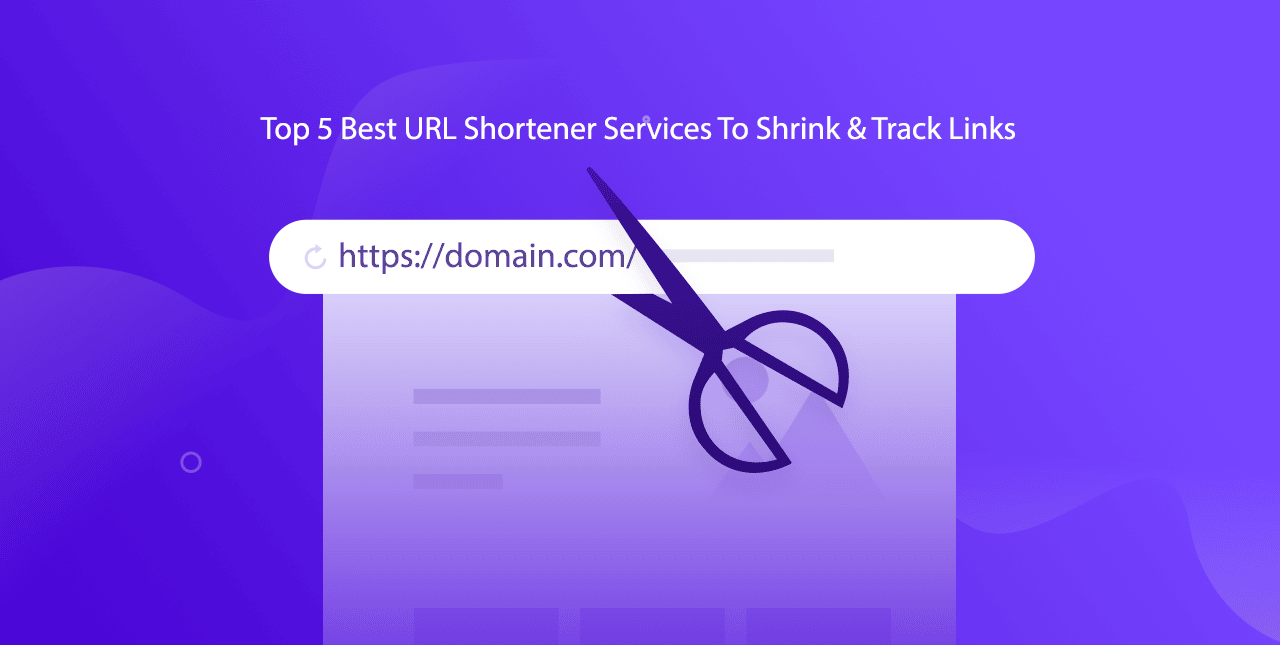 Top 5 Best URL Shortener Services To Shrink & Track Links
https://domain.com/